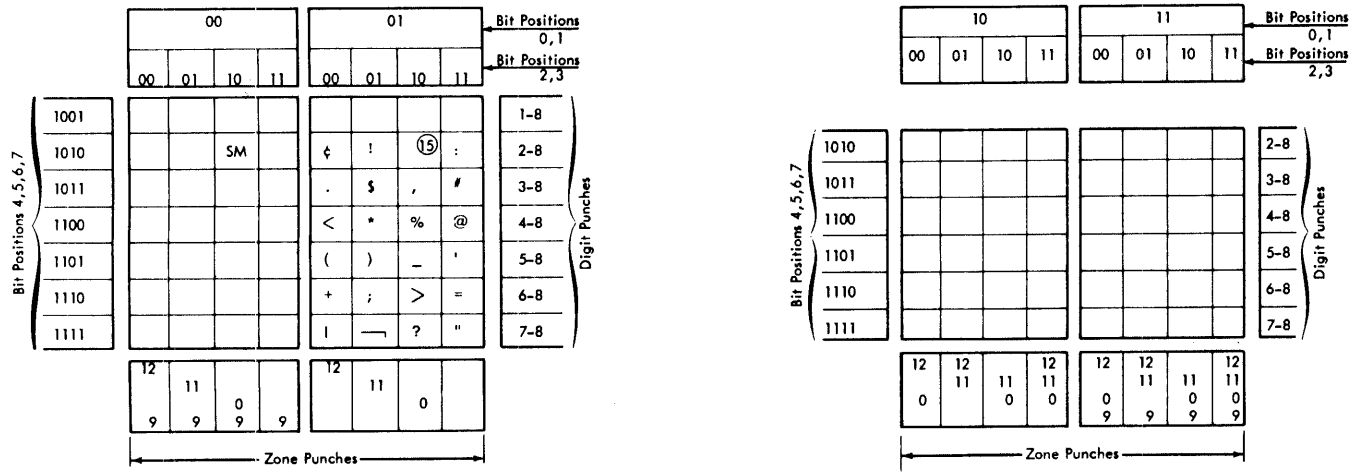 00 01 Bit Positions 0,1
00 01 10 11 00 01 10 11 Bit Positions 2,3
Bit Positions 4,5,6,7
1001 1-8
1010 SM ¢ ! 15 : 2-8
1011 . $ , # 3-8
1100 < * % @ 4-8
1101 ( ) _ ' 5-8
1110 + ; > = 6-8
1111 | ¬ ? " 7-8
Digit Punches
12 12
11 11
0 0
9 9 9 9
Zone Punches
10 11 Bit Positions 0,1
00 01 10 11 00 01 10 11 Bit Positions 2,3
Bit Positions 4,5,6,7
1010 2-8
1011 3-8
1100 4-8
1101 5-8
1110 6-8
1111 7-8
Digit Punches
12 12 12 12 12 12
11 11 11 11 11 11
0 0 0 0 0 0
9 9 9 9
Zone Punches